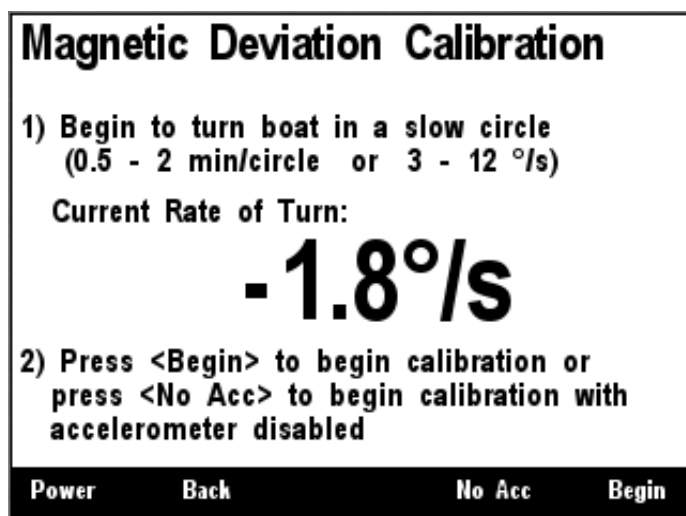 Magnetic Deviation Calibration
1) Begin to turn boat in a slow circle
(0.5 - 2 min/circle or 3 - 12 °/s)
Current Rate of Turn:
-1.8°/s
2) Press <Begin> to begin calibration or
press <No Acc> to begin calibration with
accelerometer disabled
Power Back No Acc Begin